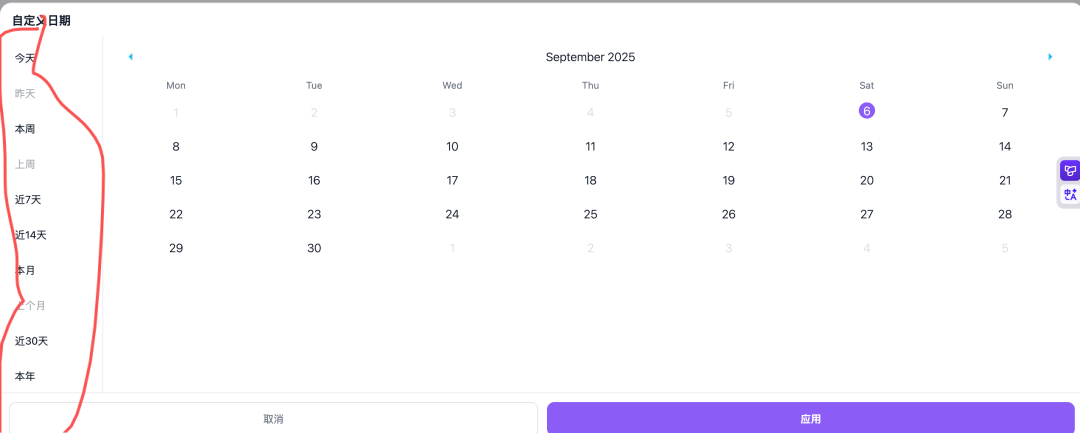 自定义日期
今天
昨天
本周
上周
近7天
近14天
本月
上个月
近30天
本年
September 2025
Mon Tue Wed Thu Fri Sat Sun
1 2 3 4 5 6 7
8 9 10 11 12 13 14
15 16 17 18 19 20 21
22 23 24 25 26 27 28
29 30 1 2 3 4 5
中 A
取消 应用